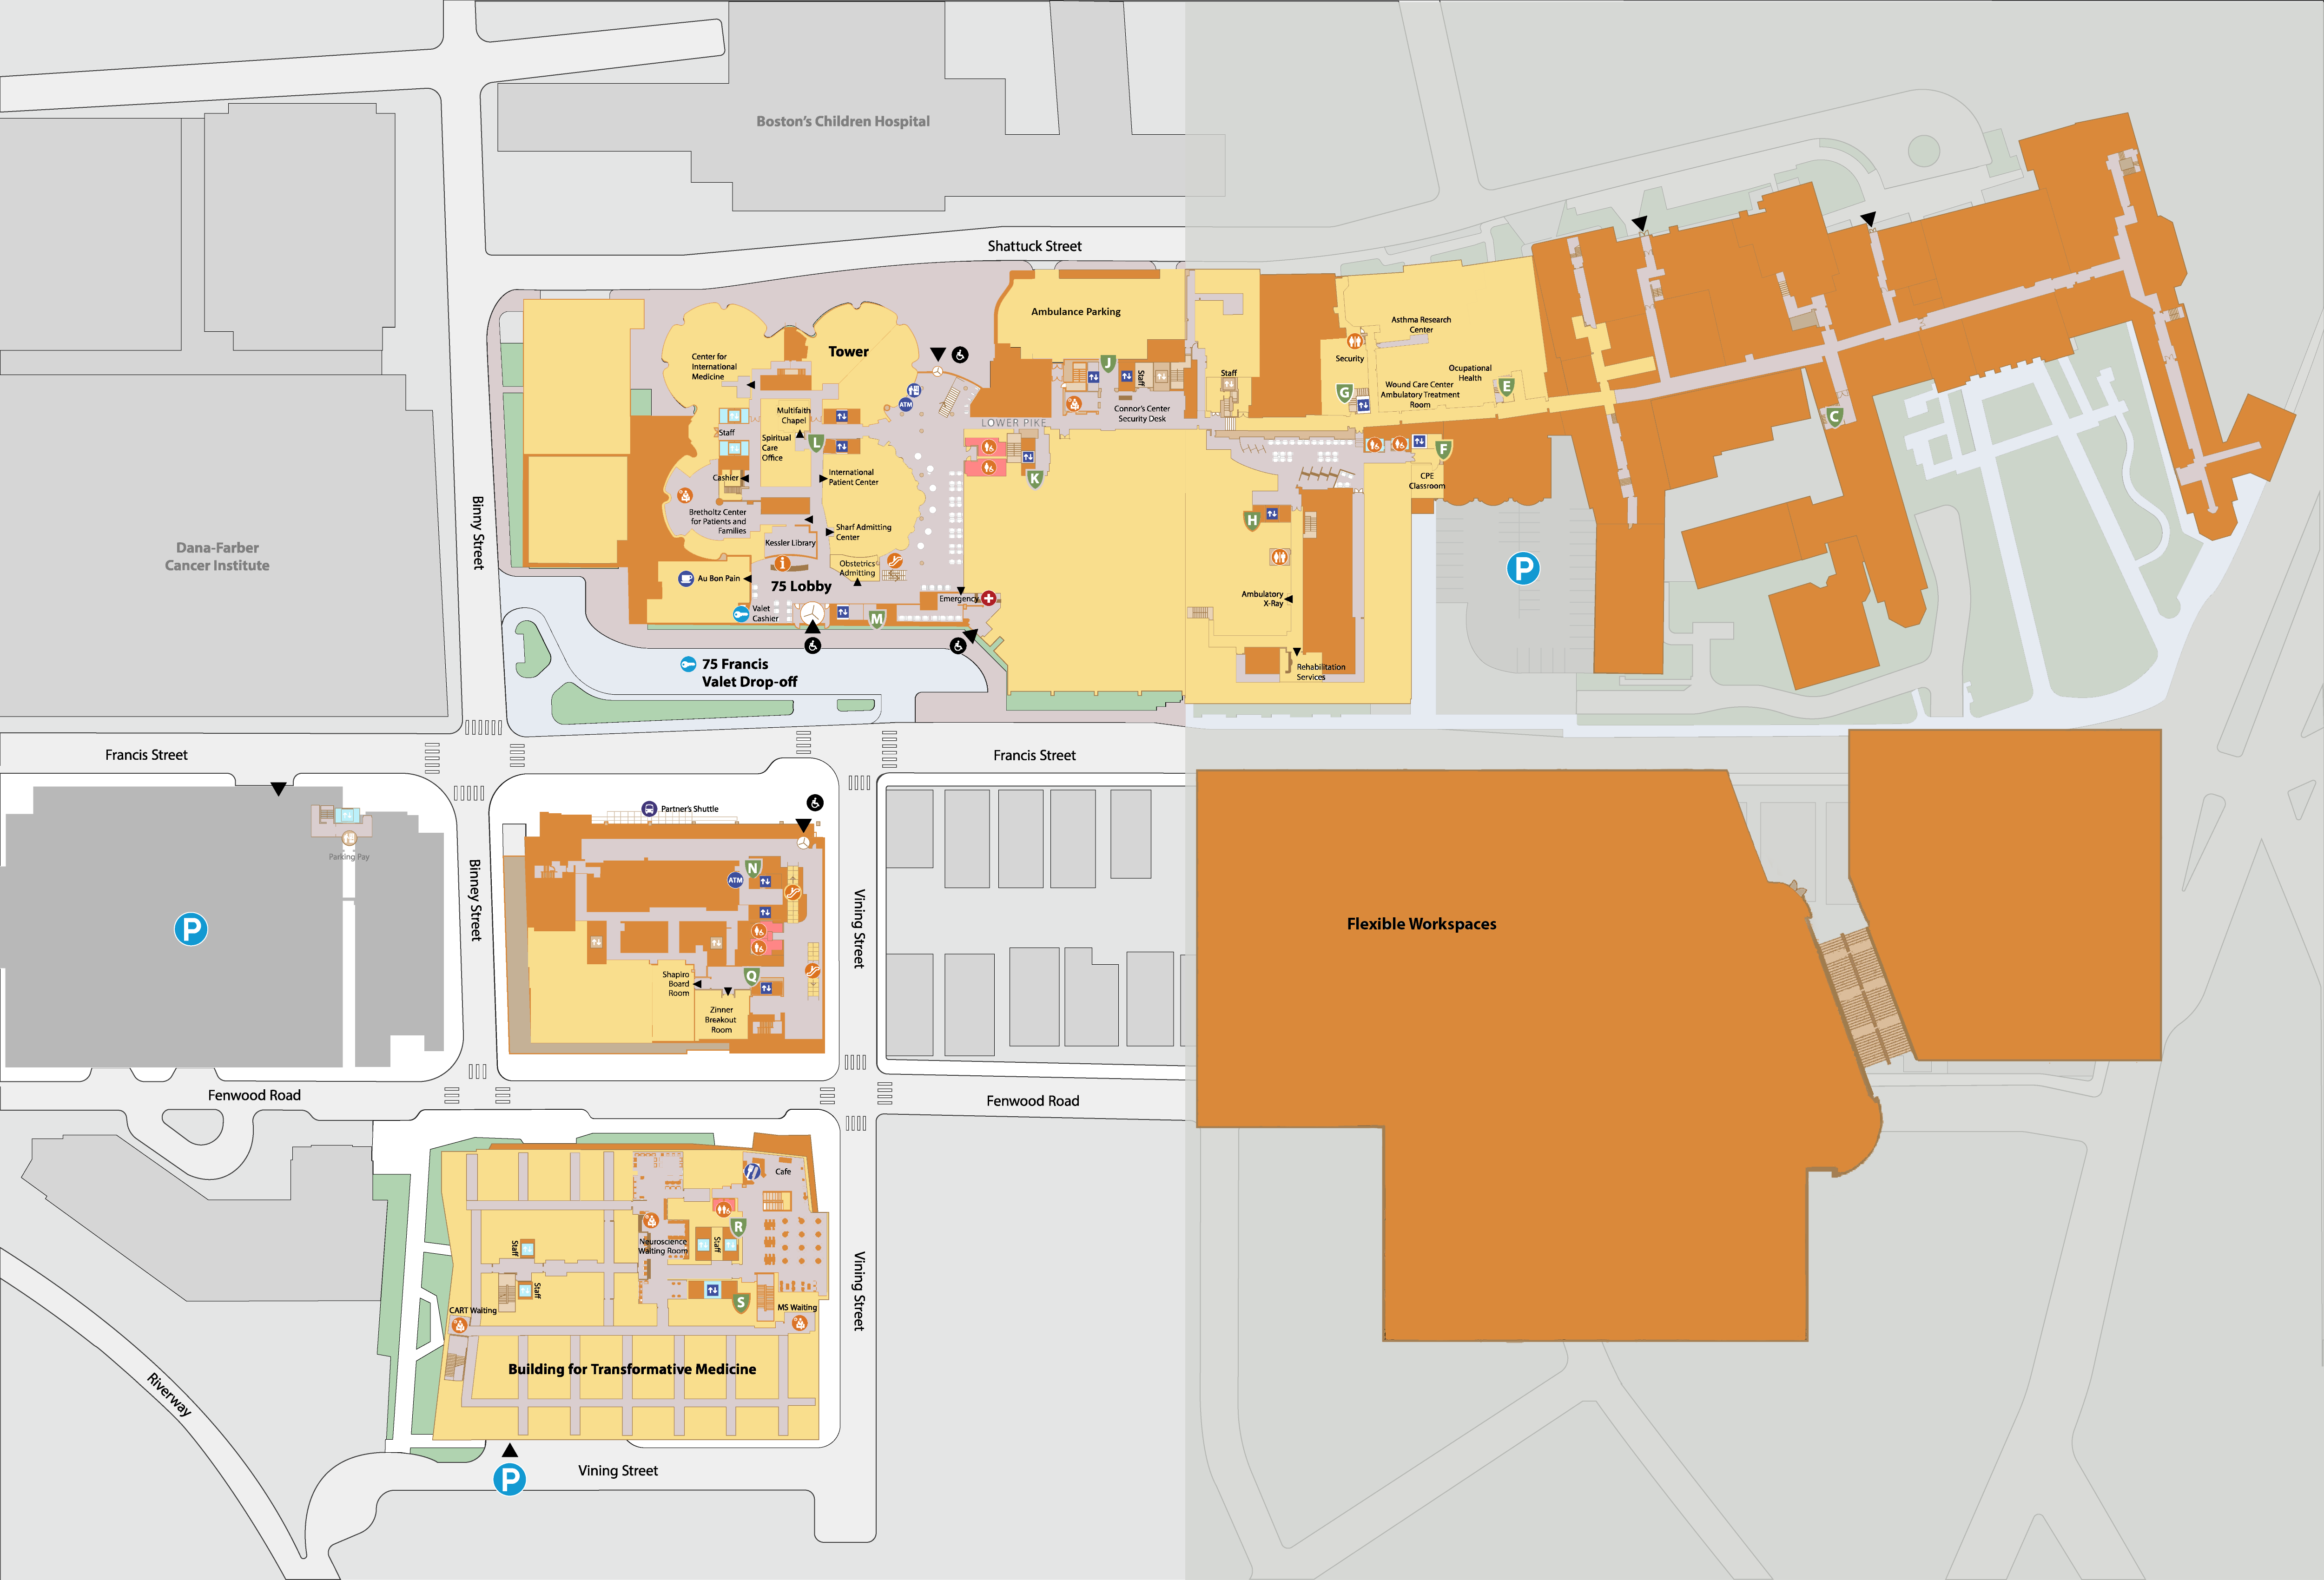 Boston's Children Hospital
Shattuck Street
Ambulance Parking
Asthma Research
Center
Tower
Center for
International
Medicine
Security
Staff
Staff
Ocupational
Health
Wound Care Center
Ambulatory Treatment
Room
G
E
J
C
ATM
Connor's Center
Security Desk
LOWER PIKE
Multifaith
Chapel
Staff
Spiritual
Care
Office
L
F
K
H
Cashier
International
Patient Center
CPE
Classroom
Bretholtz Center
for Patients and
Families
Sharf Admitting
Center
Kessler Library
Binny Street
Dana-Farber
Cancer Institute
i
Obstetrics
Admitting
Au Bon Pain
75 Lobby
P
Emergency
Ambulatory
X-Ray
Valet
Cashier
M
75 Francis
Valet Drop-off
Rehabilitation
Services
Francis Street
Francis Street
Partner's Shuttle
Parking Pay
N
ATM
P
Binney Street
Vining Street
Flexible Workspaces
Shapiro
Board
Room
Q
Zinner
Breakout
Room
Fenwood Road
Fenwood Road
Cafe
R
Neuroscience
Waiting Room
Staff
Staff
Staff
S
CART Waiting
MS Waiting
Vining Street
Building for Transformative Medicine
Riverway
P
Vining Street